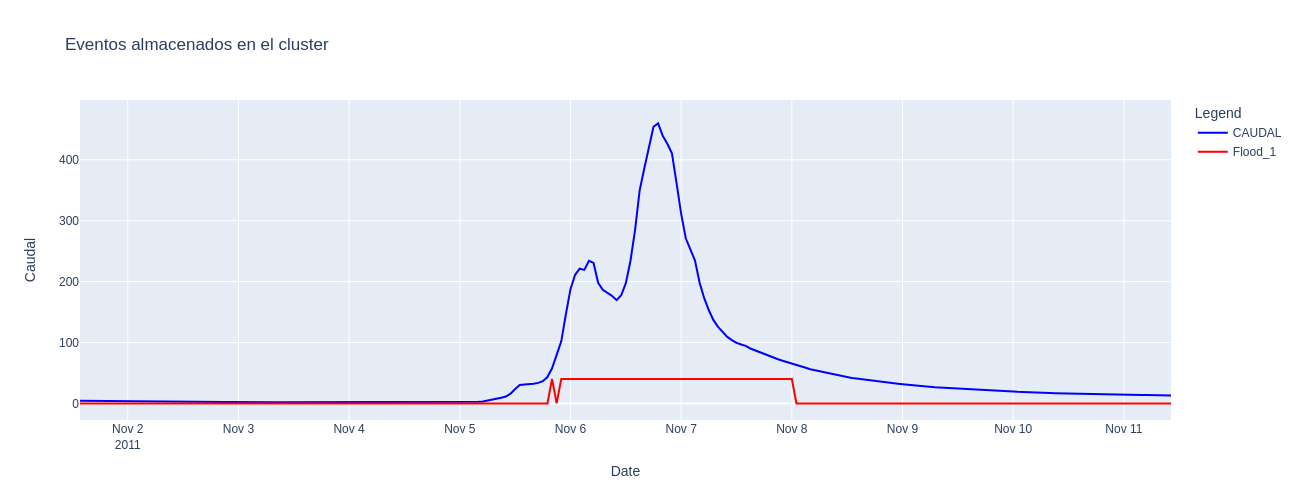 Eventos almacenados en el cluster
Legend
CAUDAL
Flood_1
Caudal
400
300
200
100
0
Nov 2
2011
Nov 3
Nov 4
Nov 5
Nov 6
Nov 7
Nov 8
Nov 9
Nov 10
Nov 11
Date